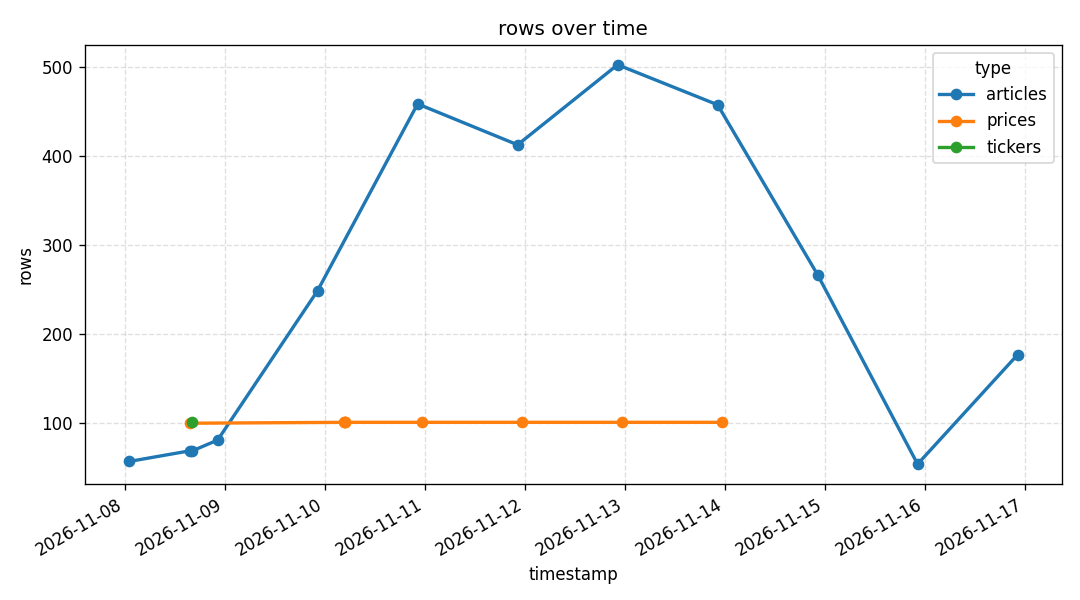 rows over time
type
articles
prices
tickers
rows
500
400
300
200
100
2026-11-08
2026-11-09
2026-11-10
2026-11-11
2026-11-12
2026-11-13
2026-11-14
2026-11-15
2026-11-16
2026-11-17
timestamp